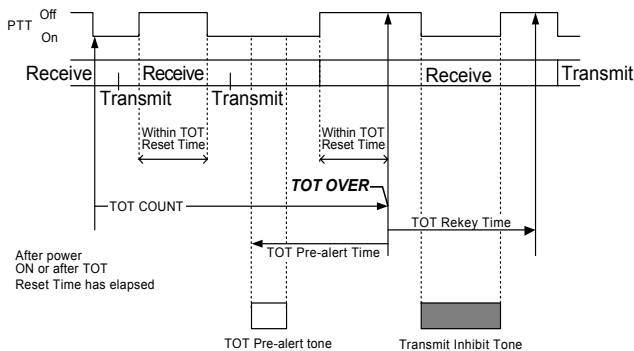 Off
PTT
On
Receive
Receive
Receive
Transmit
Transmit
Transmit
Within TOT
Reset Time
Within TOT
Reset Time
TOT OVER
TOT COUNT
TOT Rekey Time
TOT Pre-alert Time
After power
ON or after TOT
Reset Time has elapsed
TOT Pre-alert tone
Transmit Inhibit Tone